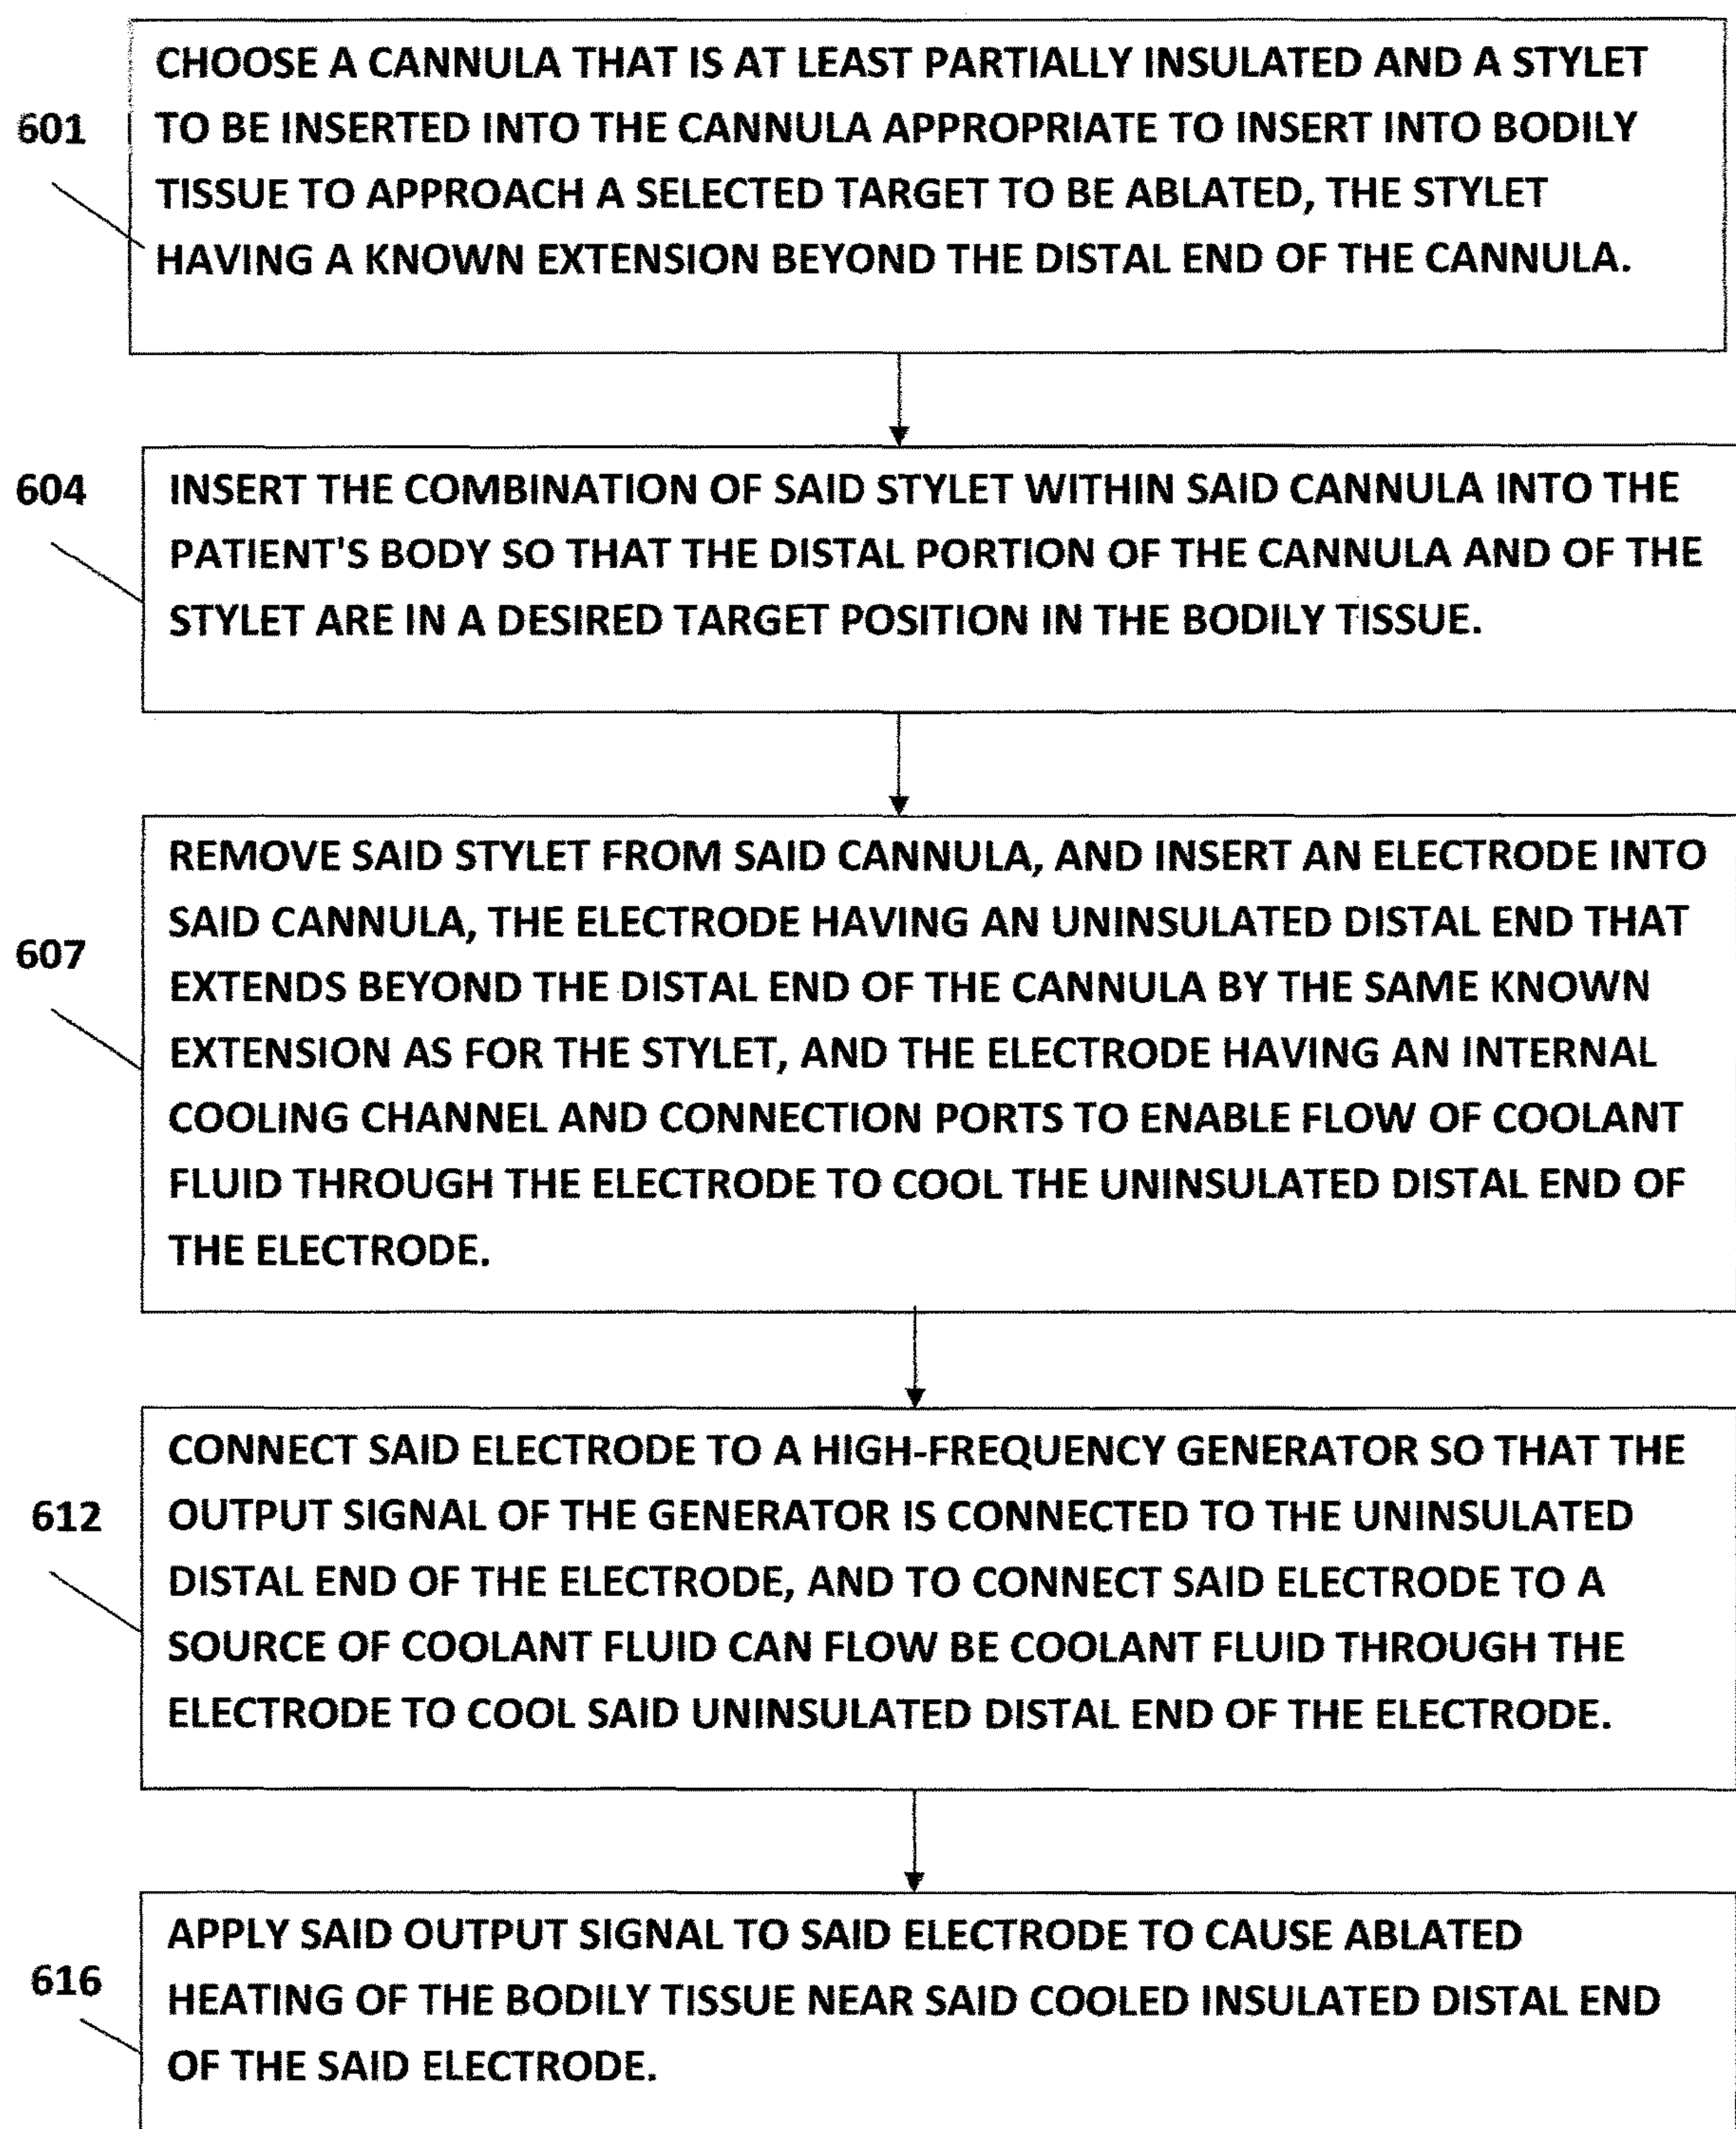 CHOOSE A CANNULA THAT IS AT LEAST PARTIALLY INSULATED AND A STYLET
601
TO BE INSERTED INTO THE CANNULA APPROPRIATE TO INSERT INTO BODILY
TISSUE TO APPROACH A SELECTED TARGET TO BE ABLATED, THE STYLET
HAVING A KNOWN EXTENSION BEYOND THE DISTAL END OF THE CANNULA.
604
INSERT THE COMBINATION OF SAID STYLET WITHIN SAID CANNULA INTO THE
PATIENT'S BODY SO THAT THE DISTAL PORTION OF THE CANNULA AND OF THE
STYLET ARE IN A DESIRED TARGET POSITION IN THE BODILY TISSUE.
REMOVE SAID STYLET FROM SAID CANNULA, AND INSERT AN ELECTRODE INTO
SAID CANNULA, THE ELECTRODE HAVING AN UNINSULATED DISTAL END THAT
607
EXTENDS BEYOND THE DISTAL END OF THE CANNULA BY THE SAME KNOWN
EXTENSION AS FOR THE STYLET, AND THE ELECTRODE HAVING AN INTERNAL
COOLING CHANNEL AND CONNECTION PORTS TO ENABLE FLOW OF COOLANT
FLUID THROUGH THE ELECTRODE TO COOL THE UNINSULATED DISTAL END OF
THE ELECTRODE.
CONNECT SAID ELECTRODE TO A HIGH-FREQUENCY GENERATOR SO THAT THE
612
OUTPUT SIGNAL OF THE GENERATOR IS CONNECTED TO THE UNINSULATED
DISTAL END OF THE ELECTRODE, AND TO CONNECT SAID ELECTRODE TO A
SOURCE OF COOLANT FLUID CAN FLOW BE COOLANT FLUID THROUGH THE
ELECTRODE TO COOL SAID UNINSULATED DISTAL END OF THE ELECTRODE.
APPLY SAID OUTPUT SIGNAL TO SAID ELECTRODE TO CAUSE ABLATED
616
HEATING OF THE BODILY TISSUE NEAR SAID COOLED INSULATED DISTAL END
OF THE SAID ELECTRODE.